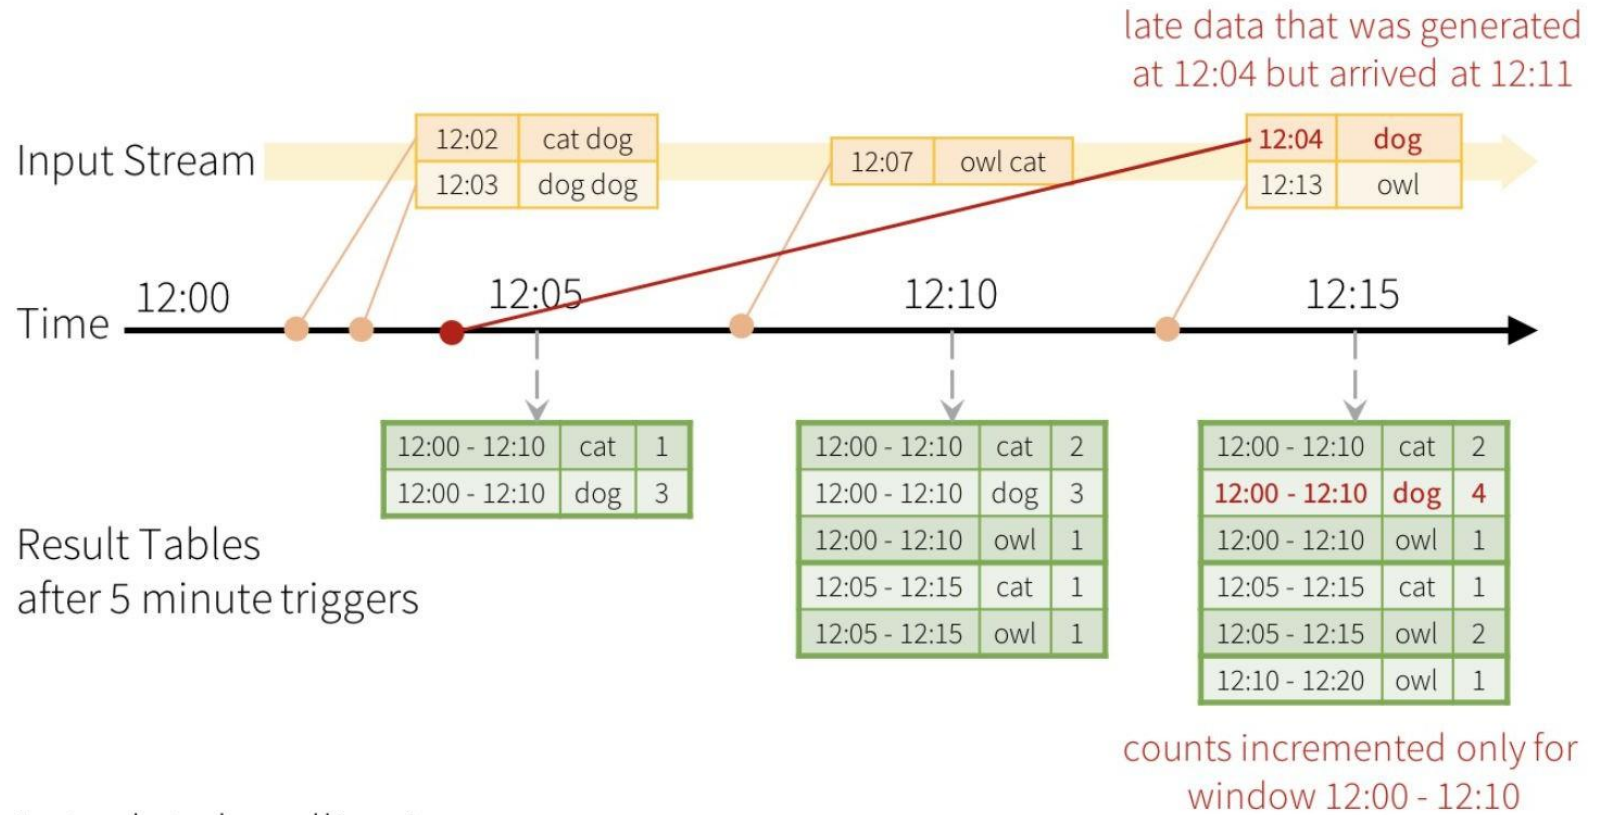 late data that was generated
at 12:04 but arrived at 12:11
Input Stream
12:02 cat dog
12:03 dog dog
12:07 owl cat
12:04 dog
12:13 owl
Time
12:00
12:05
12:10
12:15
12:00 - 12:10 cat 1
12:00 - 12:10 dog 3
12:00 - 12:10 cat 2
12:00 - 12:10 dog 3
12:00 - 12:10 owl 1
12:05 - 12:15 cat 1
12:05 - 12:15 owl 1
12:00 - 12:10 cat 2
12:00 - 12:10 dog 4
12:00 - 12:10 owl 1
12:05 - 12:15 cat 1
12:05 - 12:15 owl 2
12:10 - 12:20 owl 1
Result Tables
after 5 minute triggers
counts incremented only for
window 12:00 - 12:10